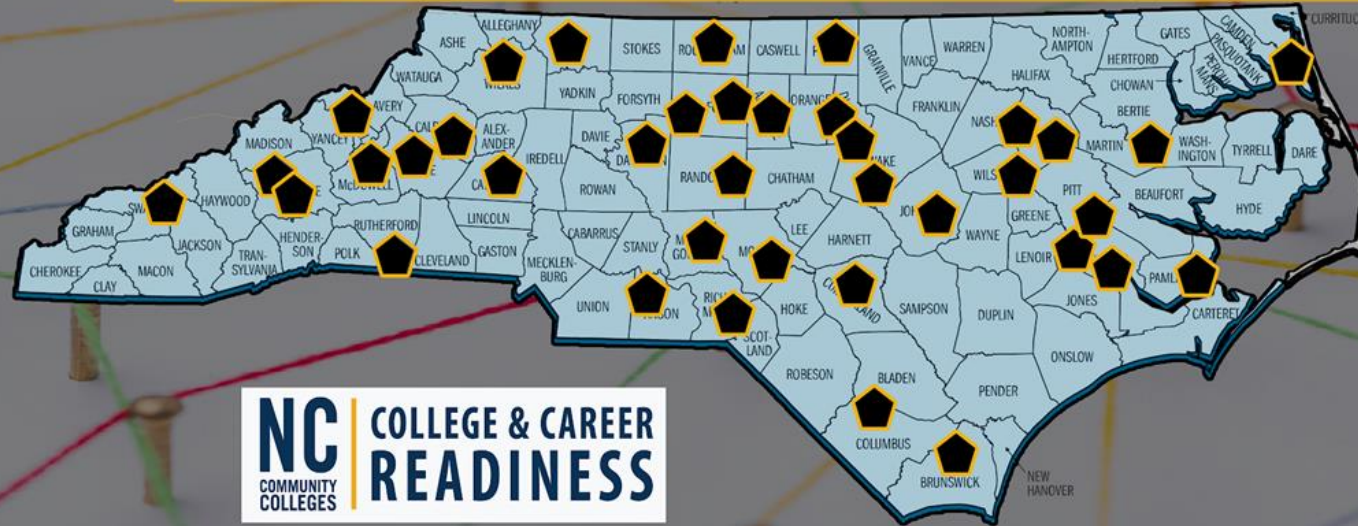 ALLEGHANY
ASHE
STOKES
CASWELL
GRANVILLE
VANCE
WARREN
NORTH-
AMPTON
GATES
CAMDEN
PASQUOTANK
PERQUIMANS
HERTFORD
CHOWAN
BERTIE
WATAUGA
YADKIN
FORSYTH
HALIFAX
FRANKLIN
AVERY
ALEX-
ANDER
DAVIE
IREDELL
MADISON
HAYWOOD
ROWAN
CHATHAM
MARTIN
WASH-
INGTON
TYRRELL
DARE
PITT
BEAUFORT
HYDE
GRAHAM
JACKSON
HENDER-
SON
RUTHERFORD
POLK
CLEVELAND
LINCOLN
GASTON
CABARRUS
STANLY
LEE
HARNETT
WAYNE
GREENE
LENOIR
CHEROKEE
CLAY
MACON
TRAN-
SYLVANIA
MECKLEN-
BURG
UNION
HOKE
SCOT-
LAND
SAMPSON
DUPLIN
JONES
CARTERET
ONSLOW
ROBESON
BLADEN
PENDER
COLUMBUS
BRUNSWICK
NEW
HANOVER
NC
COMMUNITY
COLLEGES
COLLEGE & CAREER
READINESS